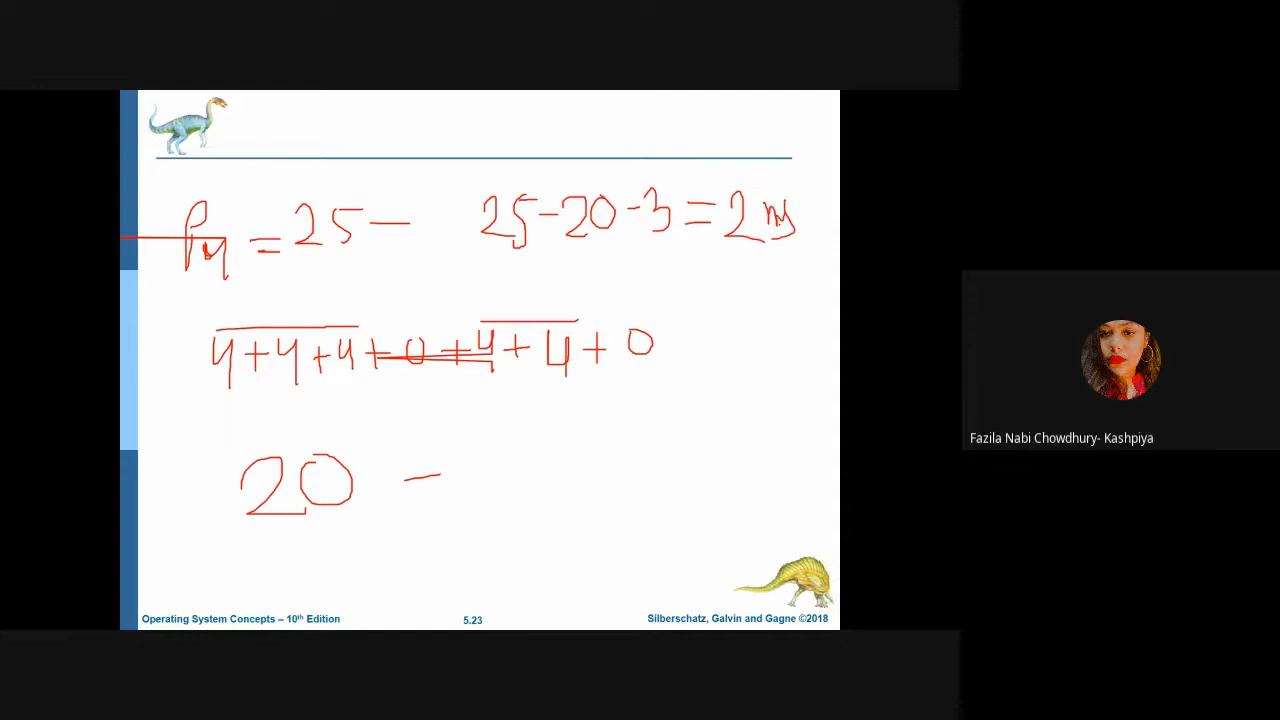 P4 = 25 - 25-20-3=2 ms
4+4+4+0+4+4+0
20 -
Operating System Concepts – 10th Edition 5.23 Silberschatz, Galvin and Gagne ©2018
Fazila Nabi Chowdhury- Kashpiya